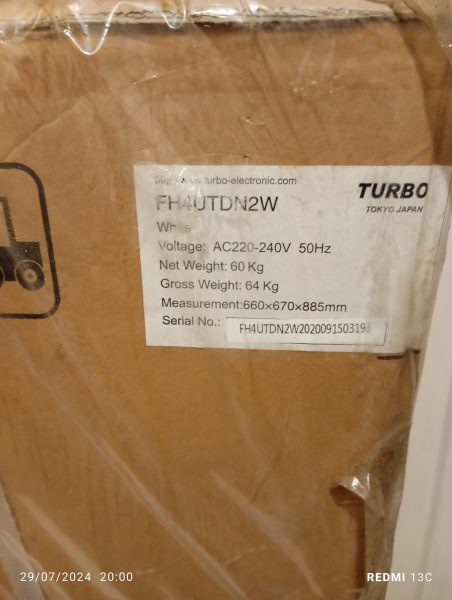 www.turbo-electronic.com
TURBO
TOKYO JAPAN
FH4UTDN2W
Voltage: AC220-240V 50Hz
Net Weight: 60 Kg
Gross Weight: 64 Kg
Measurement:660×670×885mm
Serial No.: FH4UTDN2W2020091503193
29/07/2024 20:00
REDMI 13C